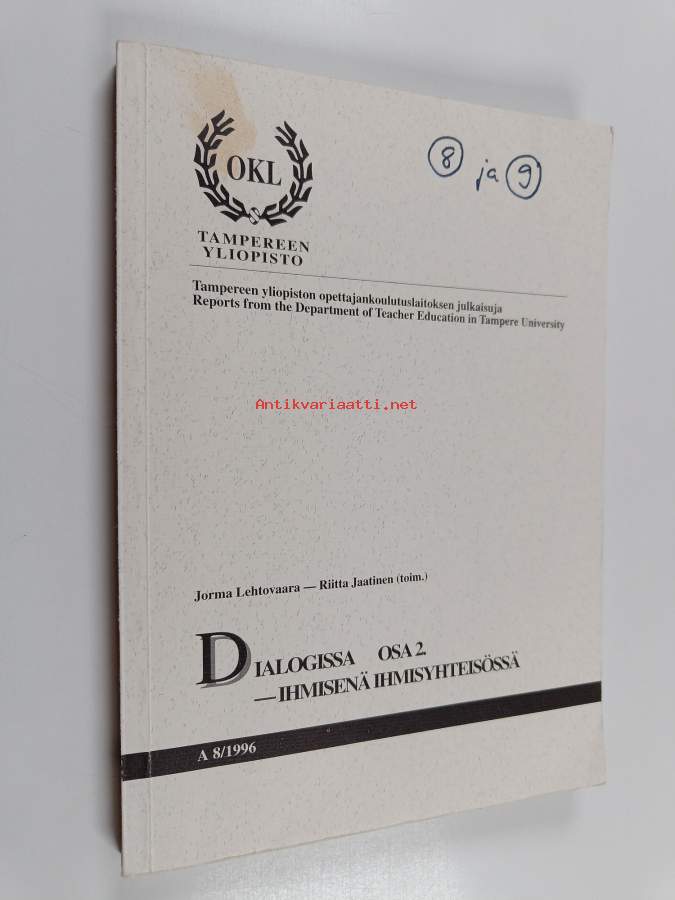 OKL
8 ja 9
TAMPEREEN
YLIOPISTO
Tampereen yliopiston opettajankoulutuslaitoksen julkaisuja
Reports from the Department of Teacher Education in Tampere University
Antikvariaatti.net
Jorma Lehtovaara — Riitta Jaatinen (toim.)
DIALOGISSA OSA 2.
—IHMISENÄ IHMISYHTEISÖSSÄ
A 8/1996